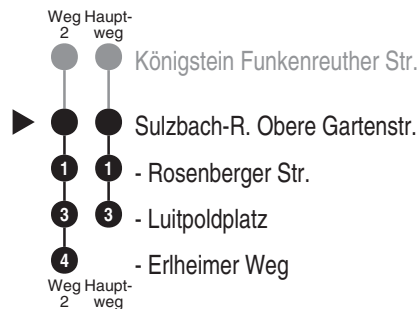 Weg Haupt-
2 weg
Königstein Funkenreuther Str.
Sulzbach-R. Obere Gartenstr.
1 1 - Rosenberger Str.
3 3 - Luitpoldplatz
4 - Erlheimer Weg
Weg Haupt-
2 weg